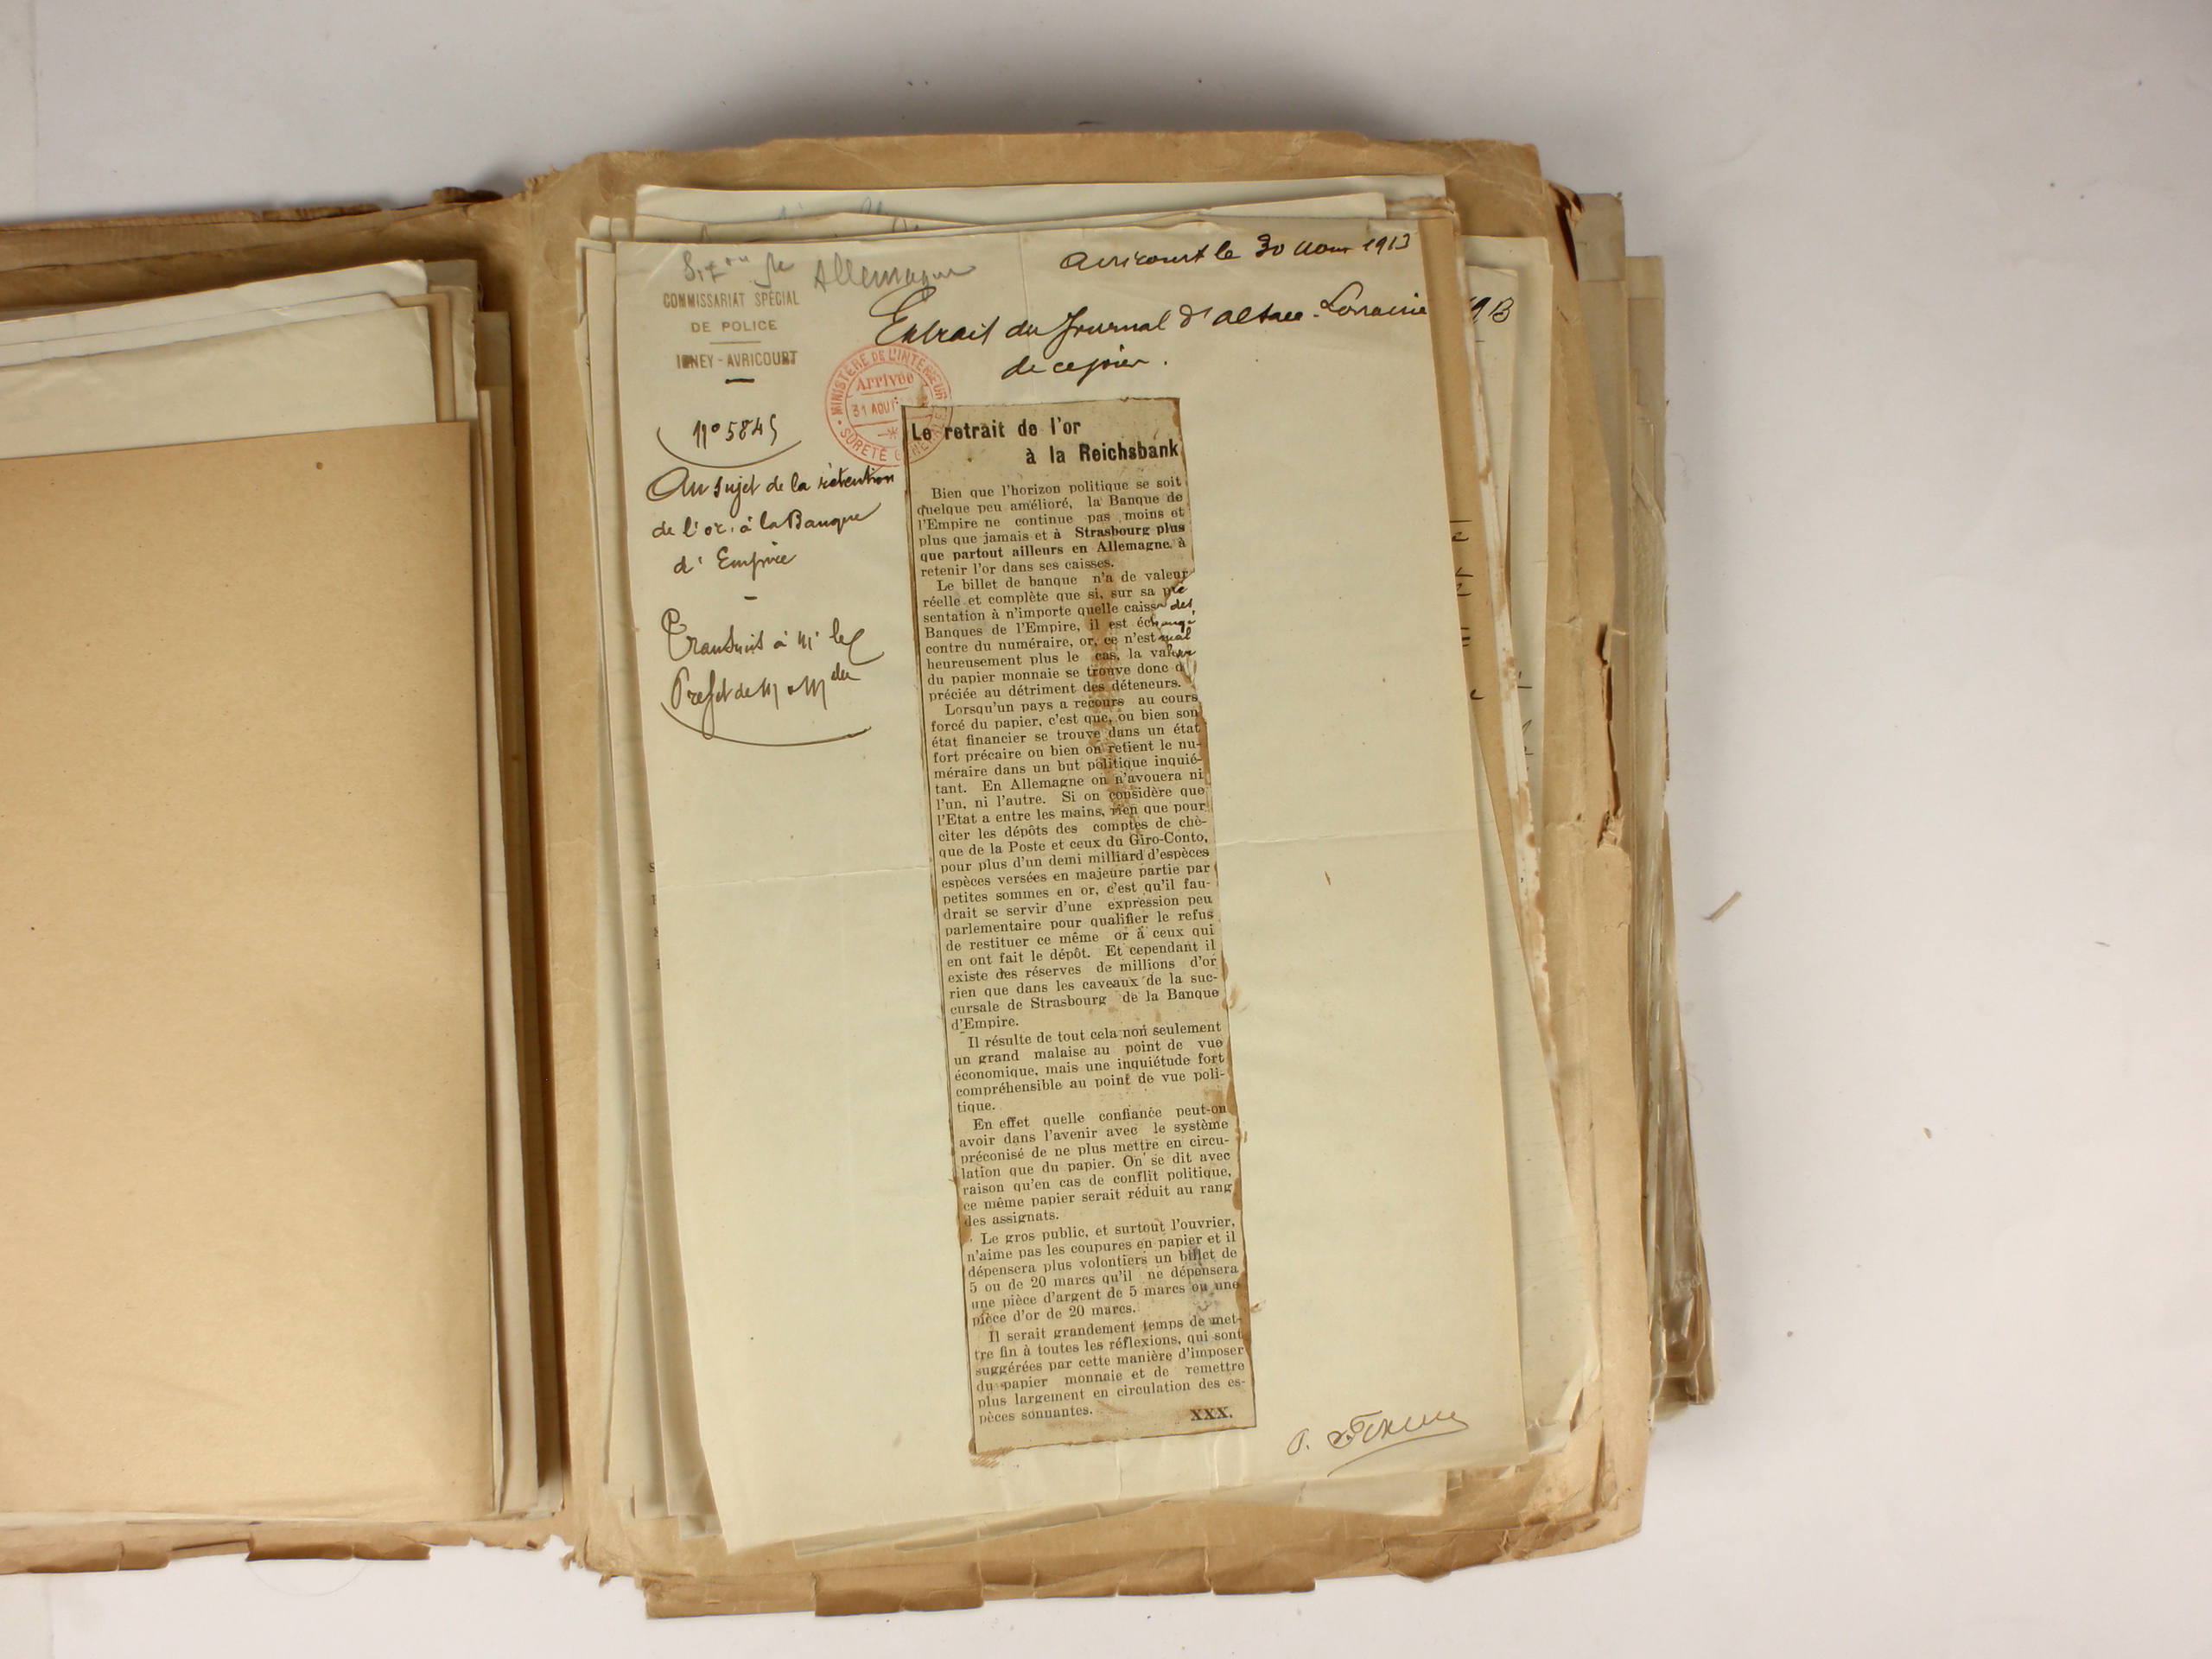 Siton fre Allemagne
Avricourt le 30 Aout 1913
COMMISSARIAT SPÉCIAL
DE POLICE
IGNEY-AVRICOURT
Extrait du Journal d'Alsace-Lorraine
de ce jour.
MINISTÈRE DE L'INTERIEUR
ARRIVÉE
31 AOUT
SÛRETÉ GÉNÉRALE
N° 5845
Au sujet de la rétention
de l'or, à la Banque
d'Empire
Transmis à M. le
Prefet de M & Mlle
Le retrait de l'or
à la Reichsbank
Bien que l'horizon politique se soit
quelque peu amélioré, la Banque de
l'Empire ne continue pas moins et
plus que jamais et à Strasbourg plus
que partout ailleurs en Allemagne à
retenir l'or dans ses caisses.
Le billet de banque n'a de valeur
réelle et complète que si, sur sa pré
sentation à n'importe quelle caisse des
Banques de l'Empire, il est échangé
contre du numéraire, or, ce n'est mal
heureusement plus le cas, la valeur
du papier monnaie se trouve donc dé
préciée au détriment des déteneurs.
Lorsqu'un pays a recours au cours
forcé du papier, c'est que, ou bien son
état financier se trouve dans un état
fort précaire ou bien on retient le nu-
méraire dans un but politique inquié-
tant. En Allemagne on n'avouera ni
l'un, ni l'autre. Si on considère que
l'Etat a entre les mains, rien que pour
citer les dépôts des comptes de chè-
que de la Poste et ceux du Giro-Conto,
pour plus d'un demi milliard d'espèces
espèces versées en majeure partie par
petites sommes en or, c'est qu'il fau-
drait se servir d'une expression peu
parlementaire pour qualifier le refus
de restituer ce même or à ceux qui
en ont fait le dépôt. Et cependant il
existe des réserves de millions d'or
rien que dans les caveaux de la suc-
cursale de Strasbourg de la Banque
d'Empire.
Il résulte de tout cela non seulement
un grand malaise au point de vue
économique, mais une inquiétude fort
compréhensible au point de vue poli-
tique.
En effet quelle confiance peut-on
avoir dans l'avenir avec le système
préconisé de ne plus mettre en circu-
lation que du papier. On se dit avec
raison qu'en cas de conflit politique,
ce même papier serait réduit au rang
des assignats.
Le gros public, et surtout l'ouvrier,
n'aime pas les coupures en papier et il
dépensera plus volontiers un billet de
5 ou de 20 marcs qu'il ne dépensera
une pièce d'argent de 5 marcs ou une
pièce d'or de 20 marcs.
Il serait grandement temps de met-
tre fin à toutes les réflexions, qui sont
suggérées par cette manière d'imposer
du papier monnaie et de remettre
plus largement en circulation des es-
pèces sonnantes.
XXX.